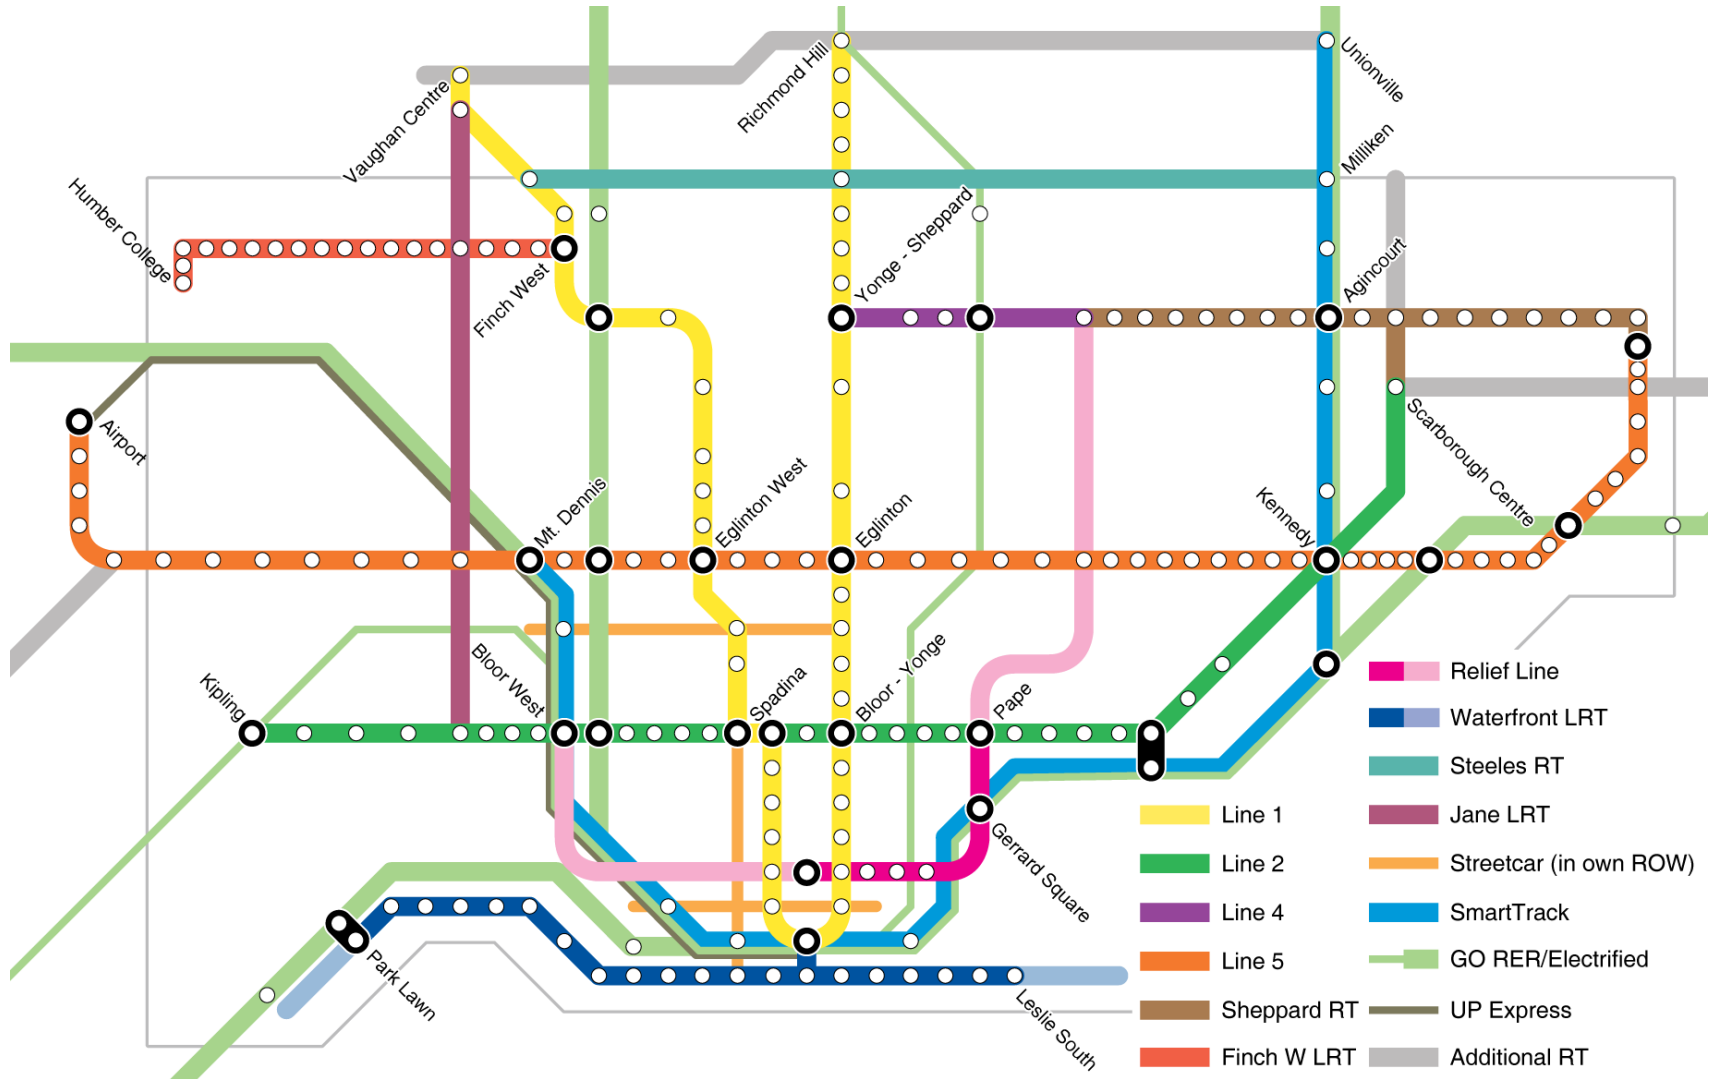 Richmond Hill
Unionville
Vaughan Centre
Milliken
Humber College
Yonge - Sheppard
Agincourt
Finch West
Airport
Scarborough Centre
Mt. Dennis
Eglinton West
Eglinton
Kennedy
Kipling
Bloor West
Spadina
Bloor - Yonge
Pape
Gerrard Square
Park Lawn
Leslie South
Line 1
Line 2
Line 4
Line 5
Sheppard RT
Finch W LRT
Relief Line
Waterfront LRT
Steeles RT
Jane LRT
Streetcar (in own ROW)
SmartTrack
GO RER/Electrified
UP Express
Additional RT